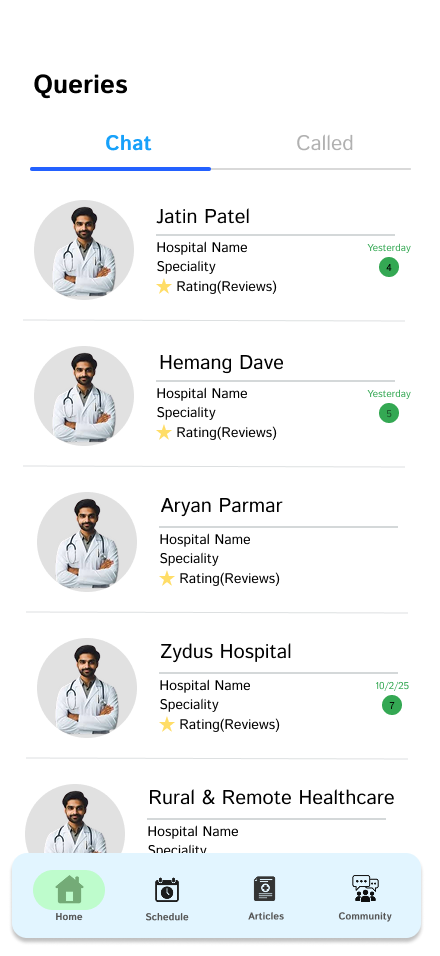 Queries
Chat
Called
Jatin Patel
Hospital Name
Yesterday
Speciality
4
Rating(Reviews)
Hemang Dave
Hospital Name
Yesterday
Speciality
5
Rating(Reviews)
Aryan Parmar
Hospital Name
Speciality
Rating(Reviews)
Zydus Hospital
Hospital Name
10/2/25
Speciality
7
Rating(Reviews)
Rural & Remote Healthcare
Hospital Name
Speciality
Home
Schedule
Articles
Community